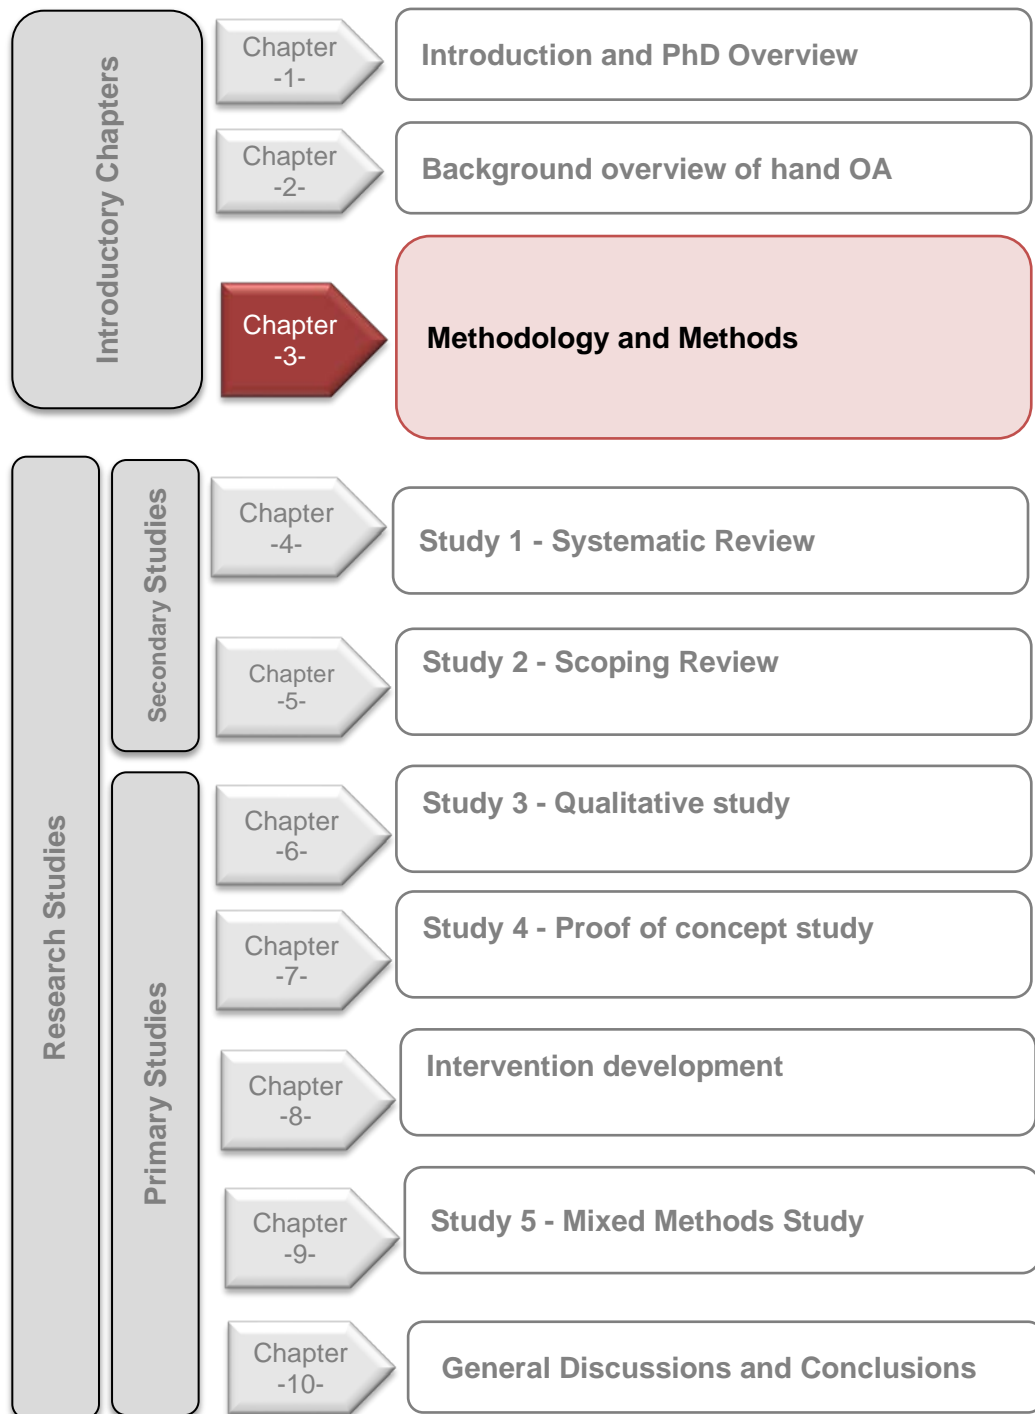 Introductory Chapters
Chapter
-1-
Introduction and PhD Overview
Chapter
-2-
Background overview of hand OA
Chapter
-3-
Methodology and Methods
Research Studies
Secondary Studies
Chapter
-4-
Study 1 - Systematic Review
Chapter
-5-
Study 2 - Scoping Review
Primary Studies
Chapter
-6-
Study 3 - Qualitative study
Chapter
-7-
Study 4 - Proof of concept study
Chapter
-8-
Intervention development
Chapter
-9-
Study 5 - Mixed Methods Study
Chapter
-10-
General Discussions and Conclusions